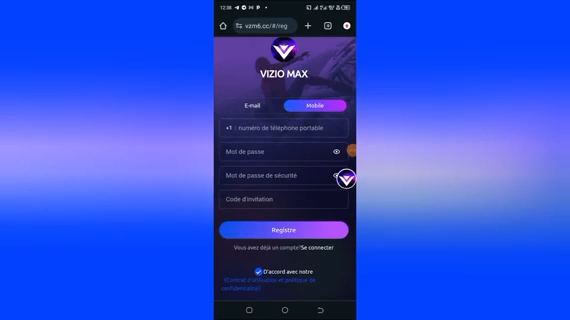 12:38
vzm6.cc/#/reg
VIZIO MAX
E-mail
Mobile
+1 numéro de téléphone portable
Mot de passe
Mot de passe de sécurité
Code d'invitation
Registre
Vous avez déjà un compte?Se connecter
D'accord avec notre
《Contrat d'utilisation et politique de
confidentialité》